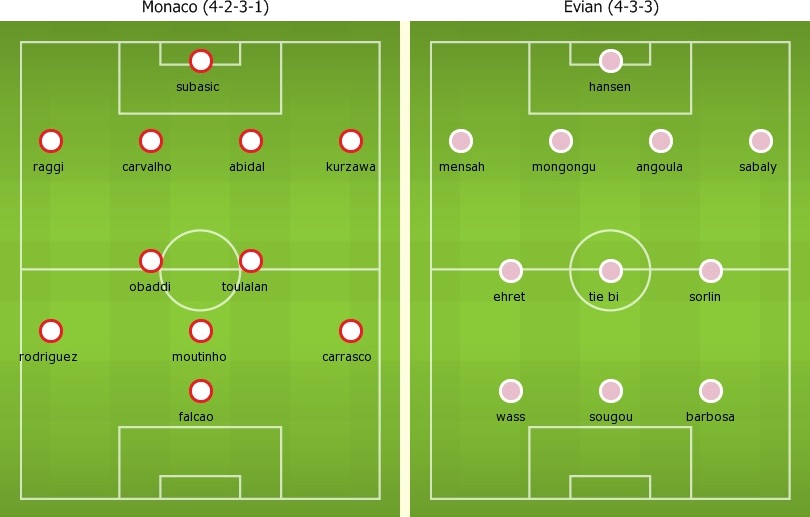 Monaco (4-2-3-1)
subasic
raggi carvalho abidal kurzawa
obaddi toulalan
rodriguez moutinho carrasco
falcao
Evian (4-3-3)
hansen
mensah mongongu angoula sabaly
ehret tie bi sorlin
wass sougou barbosa